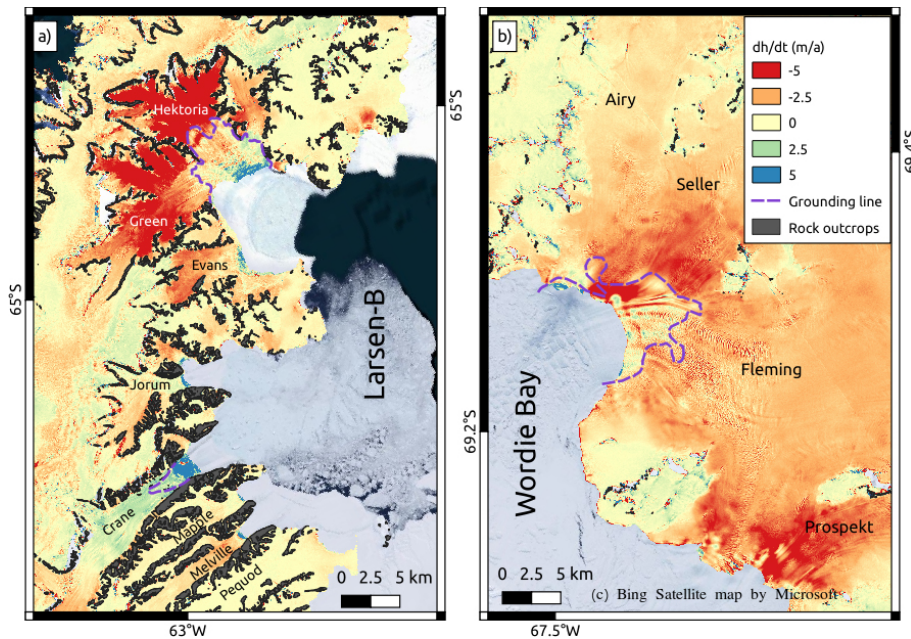 a)
Hektoria
Green
Evans
Jorum
Crane
Mapple
Melville
Pequod
Larsen-B
0 2.5 5 km
65°S
63°W
65°S
b)
Airy
Seller
Fleming
Prospekt
Wordie Bay
dh/dt (m/a)
-5
-2.5
0
2.5
5
Grounding line
Rock outcrops
0 2.5 5 km
(c) Bing Satellite map by Microsoft
69.2°S
67.5°W
69.4°S